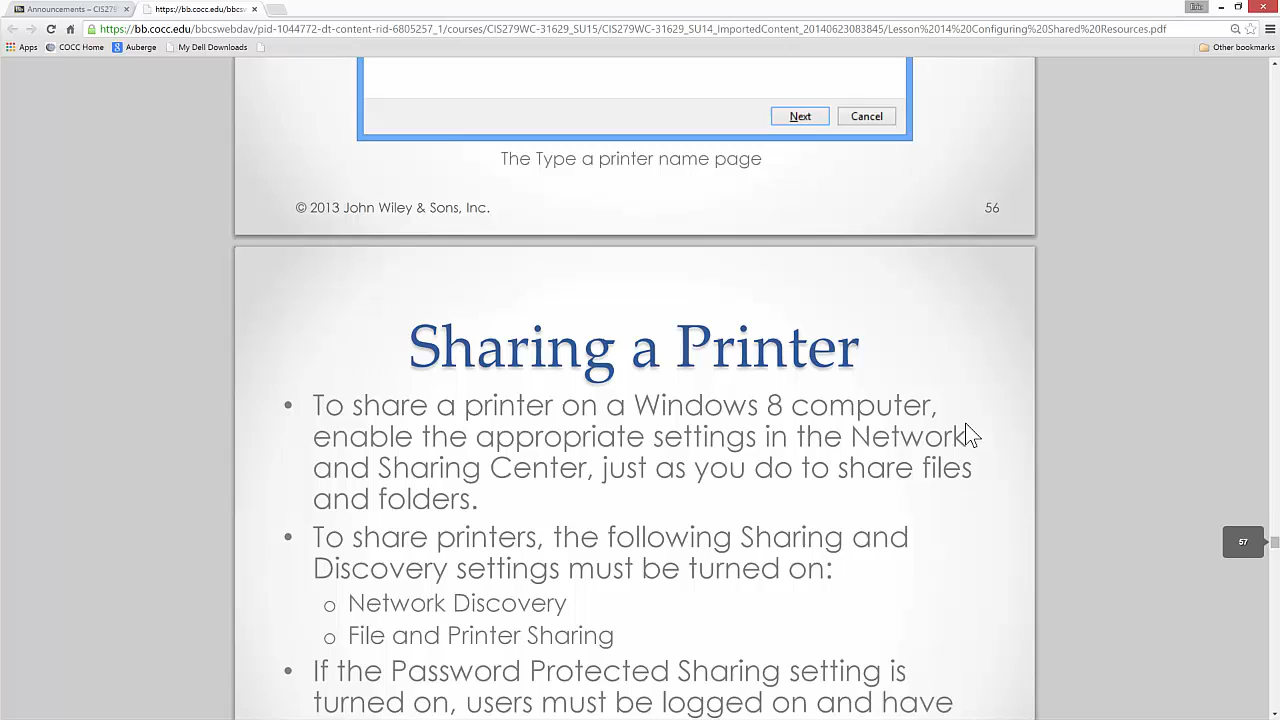 Announcements – CIS279
https://bb.cocc.edu/bbcsw
https://bb.cocc.edu/bbcswebdav/pid-1044772-dt-content-rid-6805257_1/courses/CIS279WC-31629_SU15/CIS279WC-31629_SU14_ImportedContent_20140623083845/Lesson%2014%20Configuring%20Shared%20Resources.pdf
Apps COCC Home Auberge My Dell Downloads Other bookmarks
Next Cancel
The Type a printer name page
© 2013 John Wiley & Sons, Inc. 56
Sharing a Printer
• To share a printer on a Windows 8 computer,
enable the appropriate settings in the Network
and Sharing Center, just as you do to share files
and folders.
• To share printers, the following Sharing and
Discovery settings must be turned on:
57
o Network Discovery
o File and Printer Sharing
• If the Password Protected Sharing setting is
turned on, users must be logged on and have